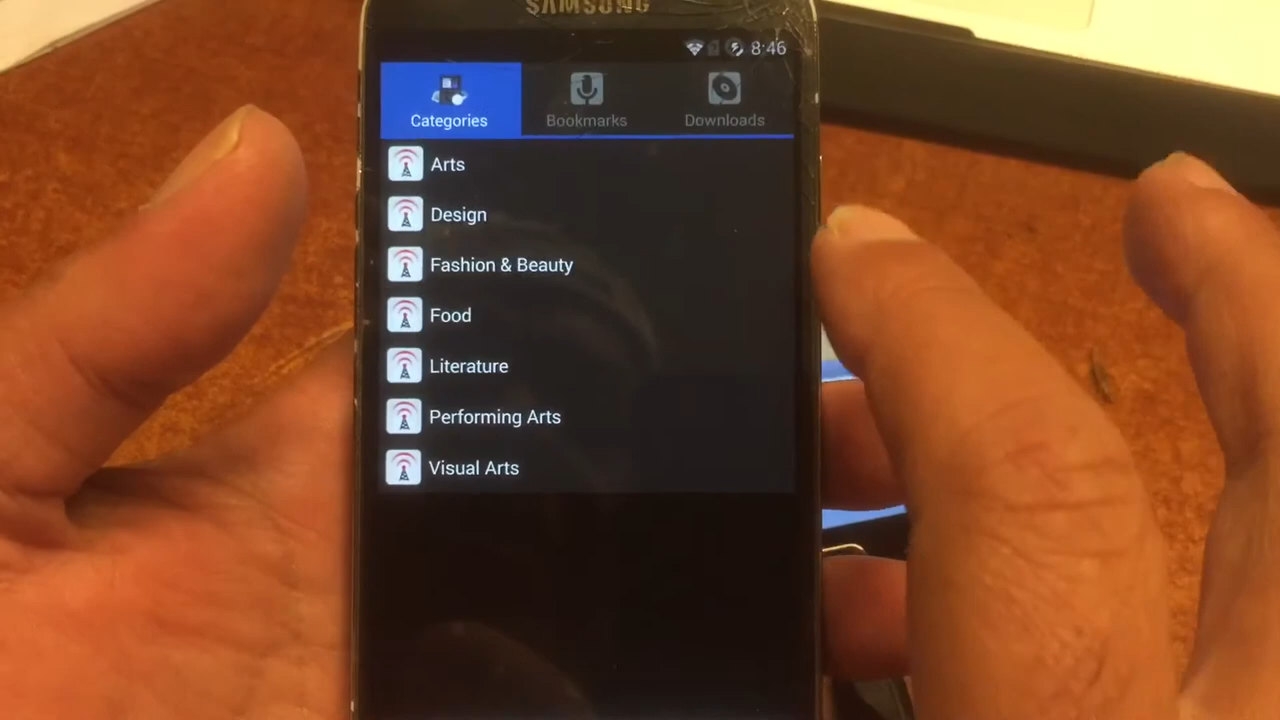 SAMSUNG
8:46
Categories Bookmarks Downloads
Arts
Design
Fashion & Beauty
Food
Literature
Performing Arts
Visual Arts